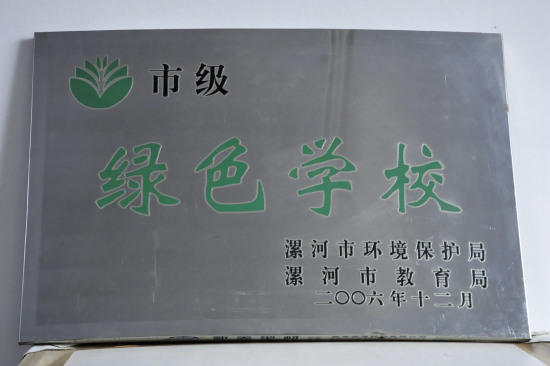 市级
绿色学校
漯河市环境保护局
漯河市教育局
二〇〇六年十二月